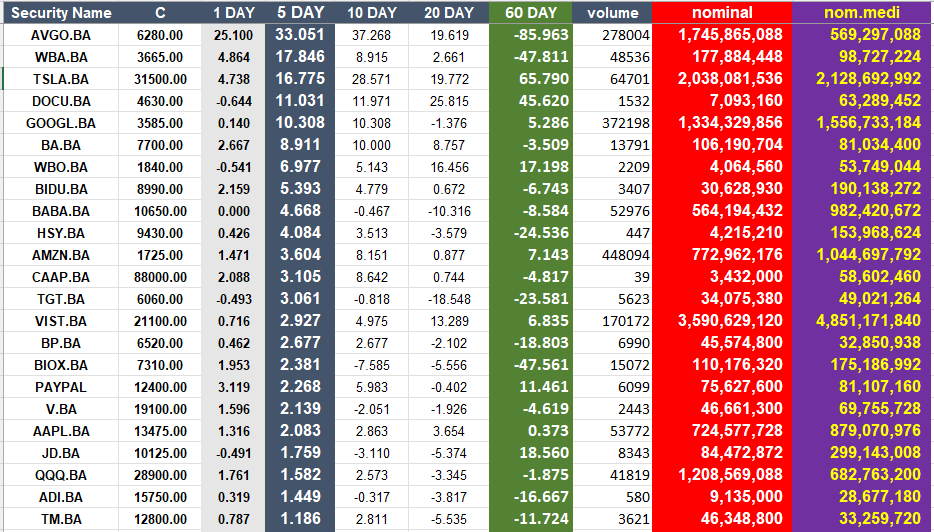 Security Name C 1 DAY 5 DAY 10 DAY 20 DAY 60 DAY volume nominal nom.medi
AVGO.BA 6280.00 25.100 33.051 37.268 19.619 -85.963 278004 1,745,865,088 569,297,088
WBA.BA 3665.00 4.864 17.846 8.915 2.661 -47.811 48536 177,884,448 98,727,224
TSLA.BA 31500.00 4.738 16.775 28.571 19.772 65.790 64701 2,038,081,536 2,128,692,992
DOCU.BA 4630.00 -0.644 11.031 11.971 25.815 45.620 1532 7,093,160 63,289,452
GOOGL.BA 3585.00 0.140 10.308 10.308 -1.376 5.286 372198 1,334,329,856 1,556,733,184
BA.BA 7700.00 2.667 8.911 10.000 8.757 -3.509 13791 106,190,704 81,034,400
WBO.BA 1840.00 -0.541 6.977 5.143 16.456 17.198 2209 4,064,560 53,749,044
BIDU.BA 8990.00 2.159 5.393 4.779 0.672 -6.743 3407 30,628,930 190,138,272
BABA.BA 10650.00 0.000 4.668 -0.467 -10.316 -8.584 52976 564,194,432 982,420,672
HSY.BA 9430.00 0.426 4.084 3.513 -3.579 -24.536 447 4,215,210 153,968,624
AMZN.BA 1725.00 1.471 3.604 8.151 0.877 7.143 448094 772,962,176 1,044,697,792
CAAP.BA 88000.00 2.088 3.105 8.642 0.744 -4.817 39 3,432,000 58,602,460
TGT.BA 6060.00 -0.493 3.061 -0.818 -18.548 -23.581 5623 34,075,380 49,021,264
VIST.BA 21100.00 0.716 2.927 4.975 13.289 6.835 170172 3,590,629,120 4,851,171,840
BP.BA 6520.00 0.462 2.677 2.677 -2.102 -18.803 6990 45,574,800 32,850,938
BIOX.BA 7310.00 1.953 2.381 -7.585 -5.556 -47.561 15072 110,176,320 175,186,992
PAYPAL 12400.00 3.119 2.268 5.983 -0.402 11.461 6099 75,627,600 81,107,160
V.BA 19100.00 1.596 2.139 -2.051 -1.926 -4.619 2443 46,661,300 69,755,728
AAPL.BA 13475.00 1.316 2.083 2.863 3.654 0.373 53772 724,577,728 879,070,976
JD.BA 10125.00 -0.491 1.759 -3.110 -5.374 18.560 8343 84,472,872 299,143,008
QQQ.BA 28900.00 1.761 1.582 2.573 -3.345 -1.875 41819 1,208,569,088 682,763,200
ADI.BA 15750.00 0.319 1.449 -0.317 -3.817 -16.667 580 9,135,000 28,677,180
TM.BA 12800.00 0.787 1.186 2.811 -5.535 -11.724 3621 46,348,800 33,259,720